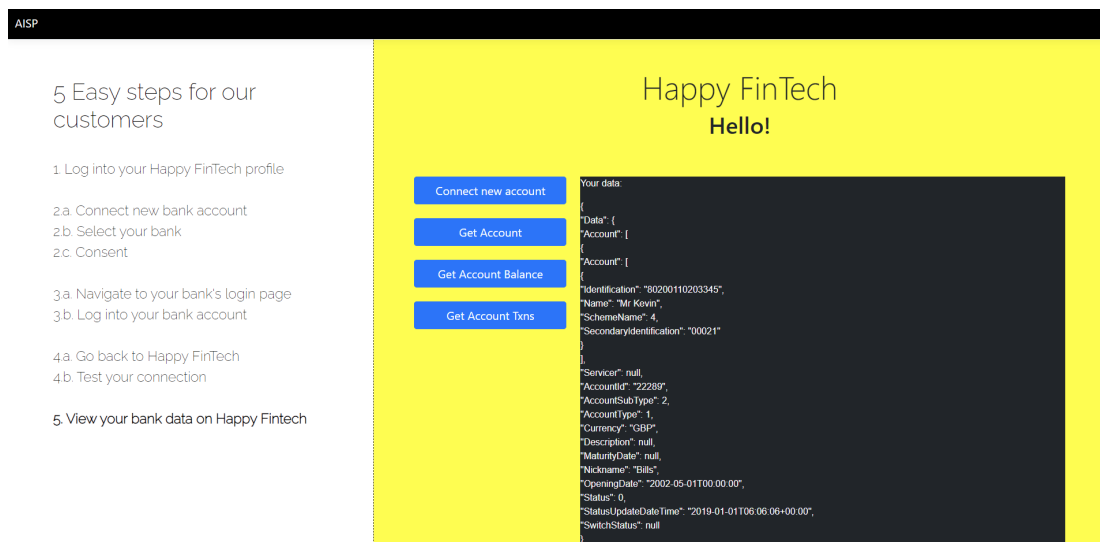 AISP
5 Easy steps for our
customers
1. Log into your Happy FinTech profile
2.a. Connect new bank account
2.b. Select your bank
2.c. Consent
3.a. Navigate to your bank's login page
3.b. Log into your bank account
4.a. Go back to Happy FinTech
4.b. Test your connection
5. View your bank data on Happy Fintech
Happy FinTech
Hello!
Connect new account
Get Account
Get Account Balance
Get Account Txns
Your data:
{
"Data": {
"Account": [
{
"Account": [
{
"Identification": "80200110203345",
"Name": "Mr Kevin",
"SchemeName": 4,
"SecondaryIdentification": "00021"
}
],
"Servicer": null,
"AccountId": "22289",
"AccountSubType": 2,
"AccountType": 1,
"Currency": "GBP",
"Description": null,
"MaturityDate": null,
"Nickname": "Bills",
"OpeningDate": "2002-05-01T00:00:00",
"Status": 0,
"StatusUpdateDateTime": "2019-01-01T06:06:06+00:00",
"SwitchStatus": null
}